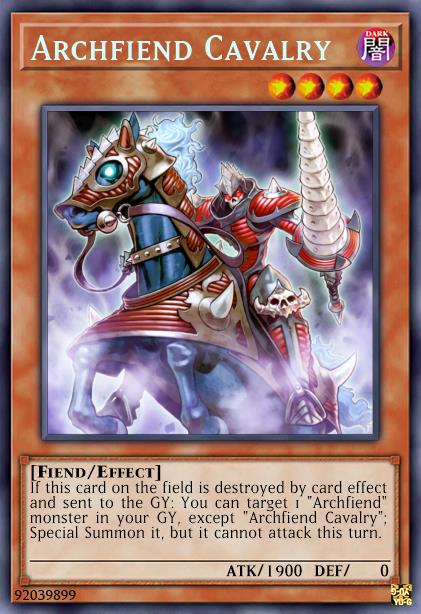 ARCHFIEND CAVALRY
DARK
闇
[FIEND/EFFECT]
If this card on the field is destroyed by card effect
and sent to the GY: You can target 1 "Archfiend"
monster in your GY, except "Archfiend Cavalry";
Special Summon it, but it cannot attack this turn.
ATK/1900 DEF/ 0
92039899